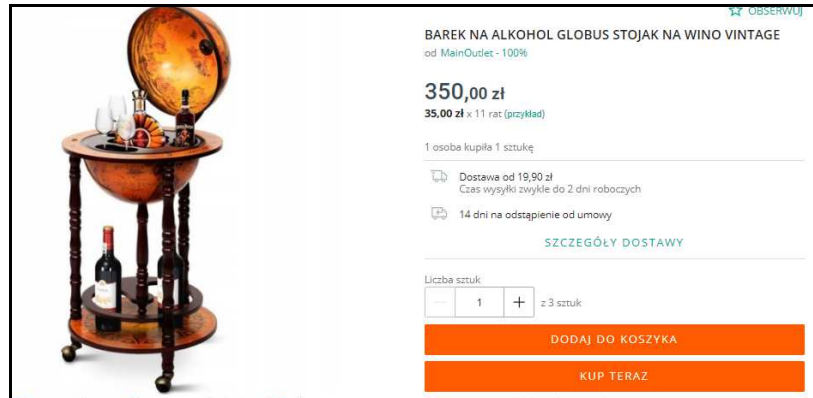 OBSERWUJ
BAREK NA ALKOHOL GLOBUS STOJAK NA WINO VINTAGE
od MainOutlet - 100%
350,00 zł
35,00 zł x 11 rat (przykład)
1 osoba kupiła 1 sztukę
Dostawa od 19,90 zł
Czas wysyłki zwykle do 2 dni roboczych
14 dni na odstąpienie od umowy
SZCZEGÓŁY DOSTAWY
Liczba sztuk
— 1 + z 3 sztuk
DODAJ DO KOSZYKA
KUP TERAZ